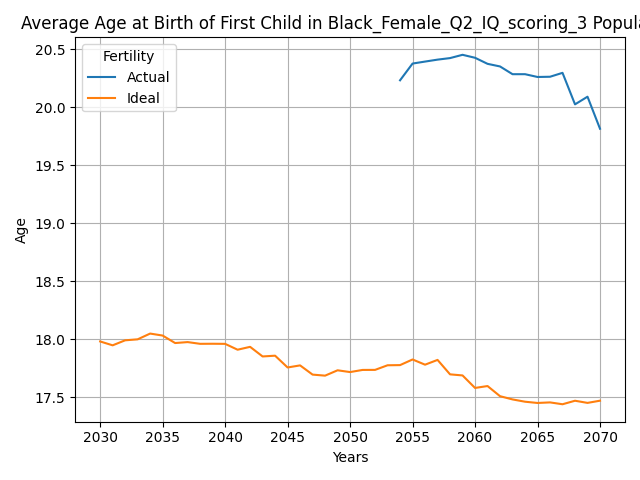 Average Age at Birth of First Child in Black_Female_Q2_IQ_scoring_3 Popula
Fertility
Actual
Ideal
20.5
20.0
19.5
19.0
18.5
18.0
17.5
Age
2030 2035 2040 2045 2050 2055 2060 2065 2070
Years